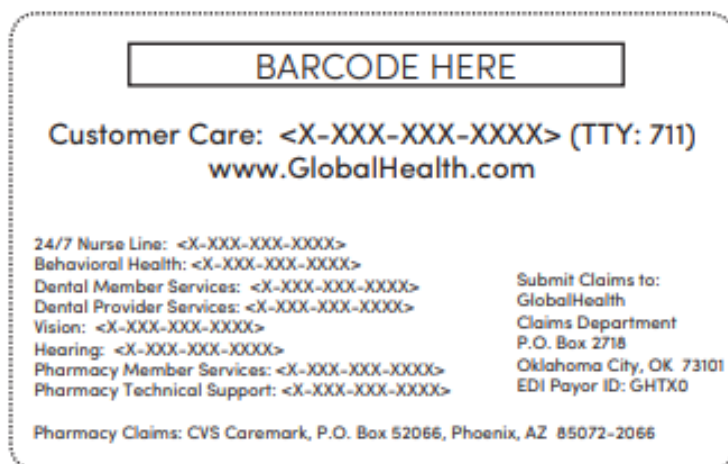 BARCODE HERE
Customer Care: <X-XXX-XXX-XXXX> (TTY: 711)
www.GlobalHealth.com
24/7 Nurse Line: <X-XXX-XXX-XXXX>
Behavioral Health: <X-XXX-XXX-XXXX>
Dental Member Services: <X-XXX-XXX-XXXX>
Dental Provider Services: <X-XXX-XXX-XXXX>
Vision: <X-XXX-XXX-XXXX>
Hearing: <X-XXX-XXX-XXXX>
Pharmacy Member Services: <X-XXX-XXX-XXXX>
Pharmacy Technical Support: <X-XXX-XXX-XXXX>
Submit Claims to:
GlobalHealth
Claims Department
P.O. Box 2718
Oklahoma City, OK 73101
EDI Payor ID: GHTX0
Pharmacy Claims: CVS Caremark, P.O. Box 52066, Phoenix, AZ 85072-2066